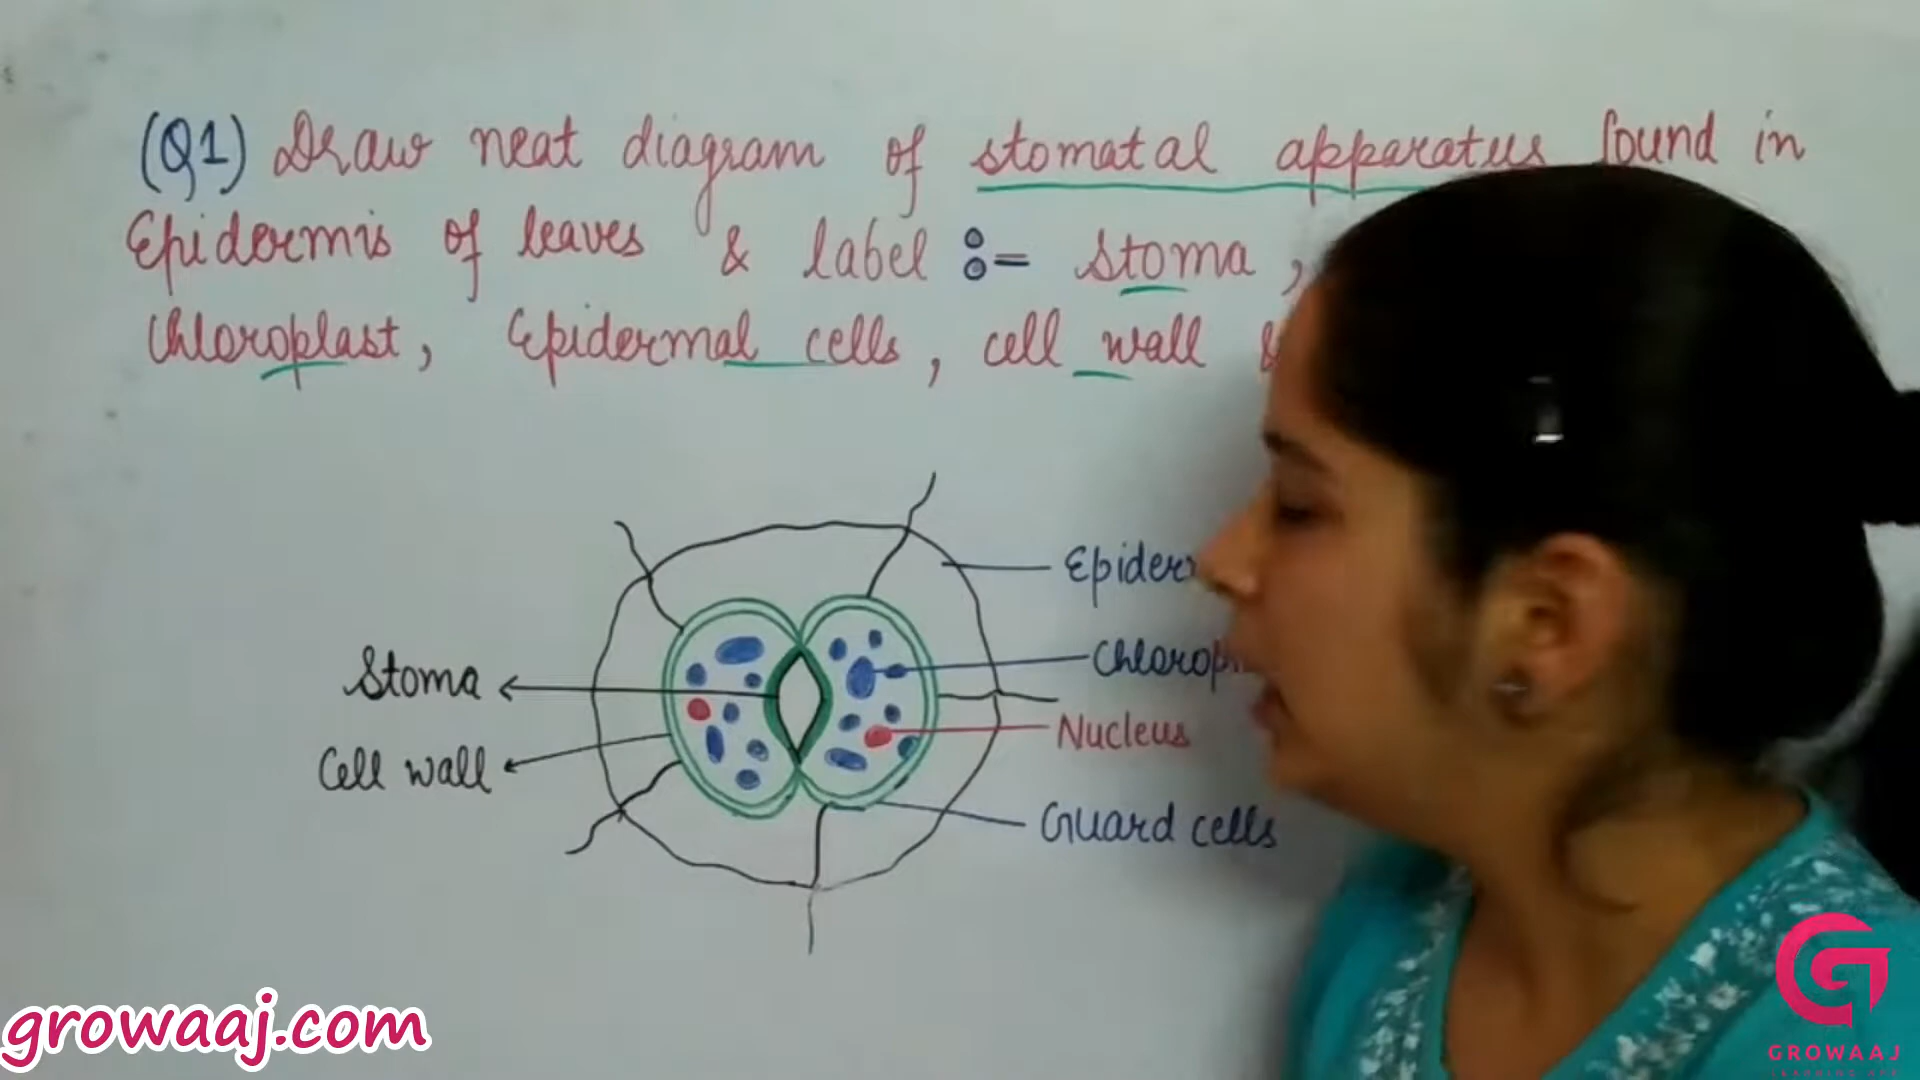 (Q1) Draw neat diagram of stomatal apparatus found in
Epidermis of leaves & label :- Stoma,
Chloroplast, Epidermal cells, cell wall &
Stoma
Chlorop
Nucleus
Cell wall
Guard cells
growaaj.com
GROWAAJ